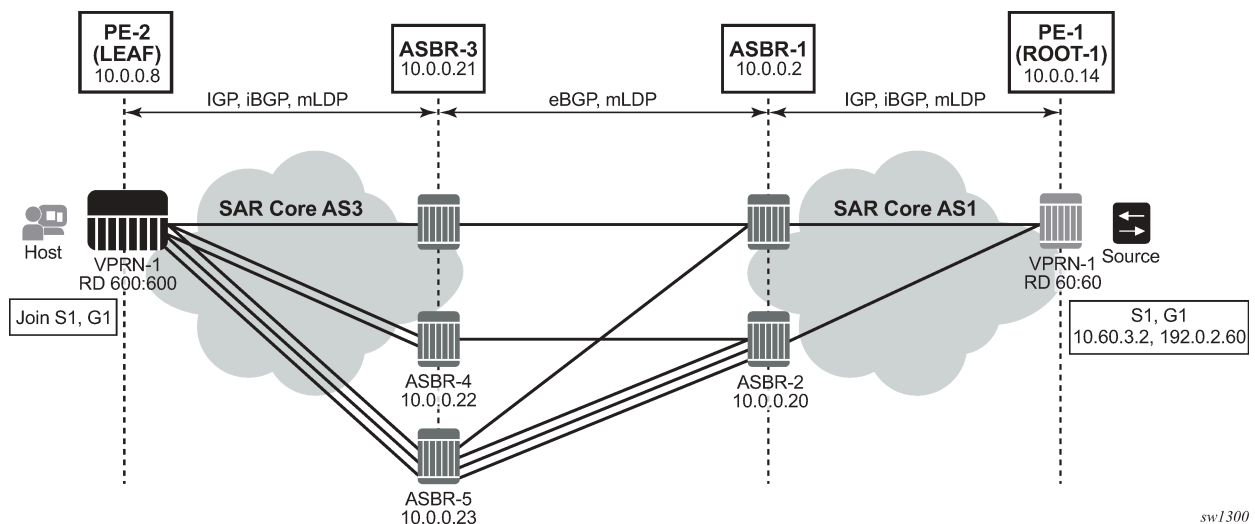 PE-2
(LEAF)
10.0.0.8
ASBR-3
10.0.0.21
ASBR-1
10.0.0.2
PE-1
(ROOT-1)
10.0.0.14
IGP, iBGP, mLDP
eBGP, mLDP
IGP, iBGP, mLDP
SAR Core AS3
SAR Core AS1
Host
VPRN-1
RD 600:600
Source
VPRN-1
RD 60:60
Join S1, G1
S1, G1
10.60.3.2, 192.0.2.60
ASBR-4
10.0.0.22
ASBR-2
10.0.0.20
ASBR-5
10.0.0.23
sw1300